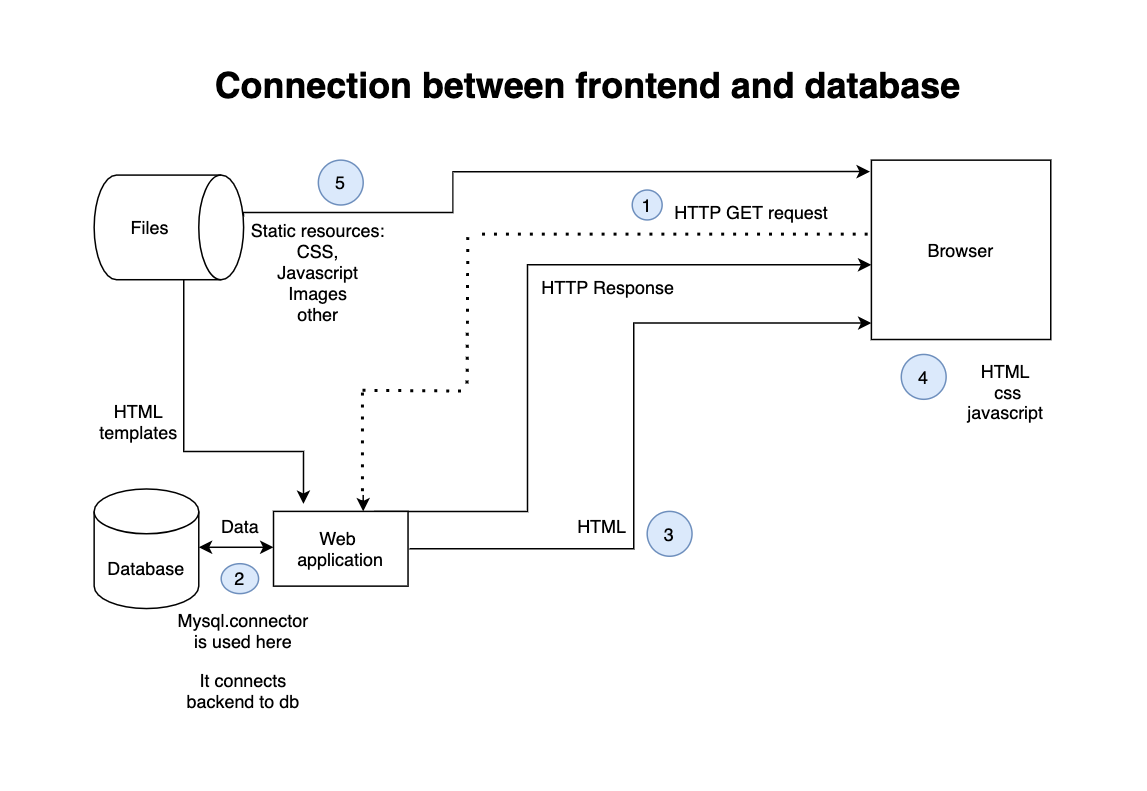 Connection between frontend and database
5
1
HTTP GET request
Files
Static resources:
CSS,
Javascript
Images
other
Browser
HTTP Response
4
HTML
css
javascript
HTML
templates
Data
Web
application
HTML
3
Database
2
Mysql.connector
is used here
It connects
backend to db